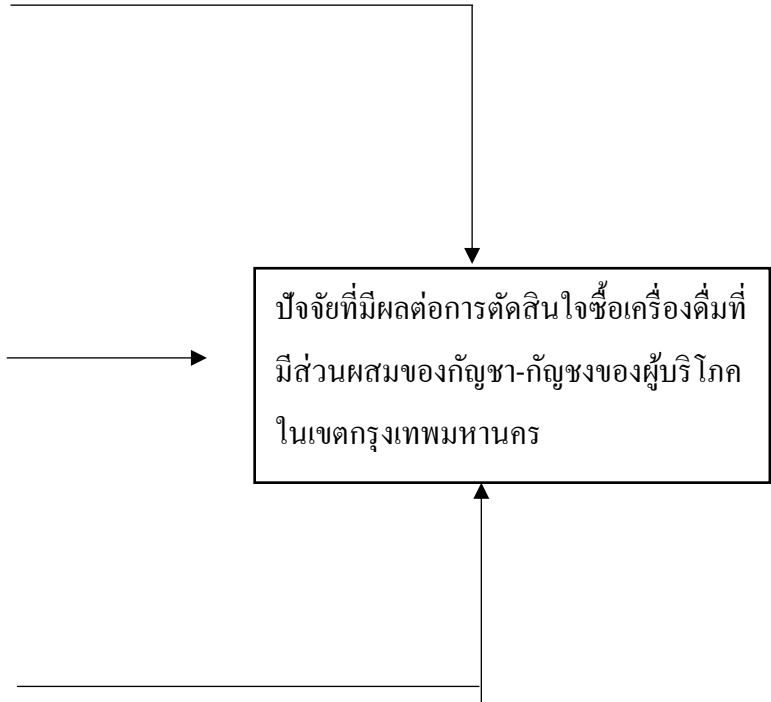 ปัจจัยที่มีผลต่อการตัดสินใจซื้อเครื่องดื่มที่
มีส่วนผสมของกัญชา-กัญชงของผู้บริโภค
ในเขตกรุงเทพมหานคร